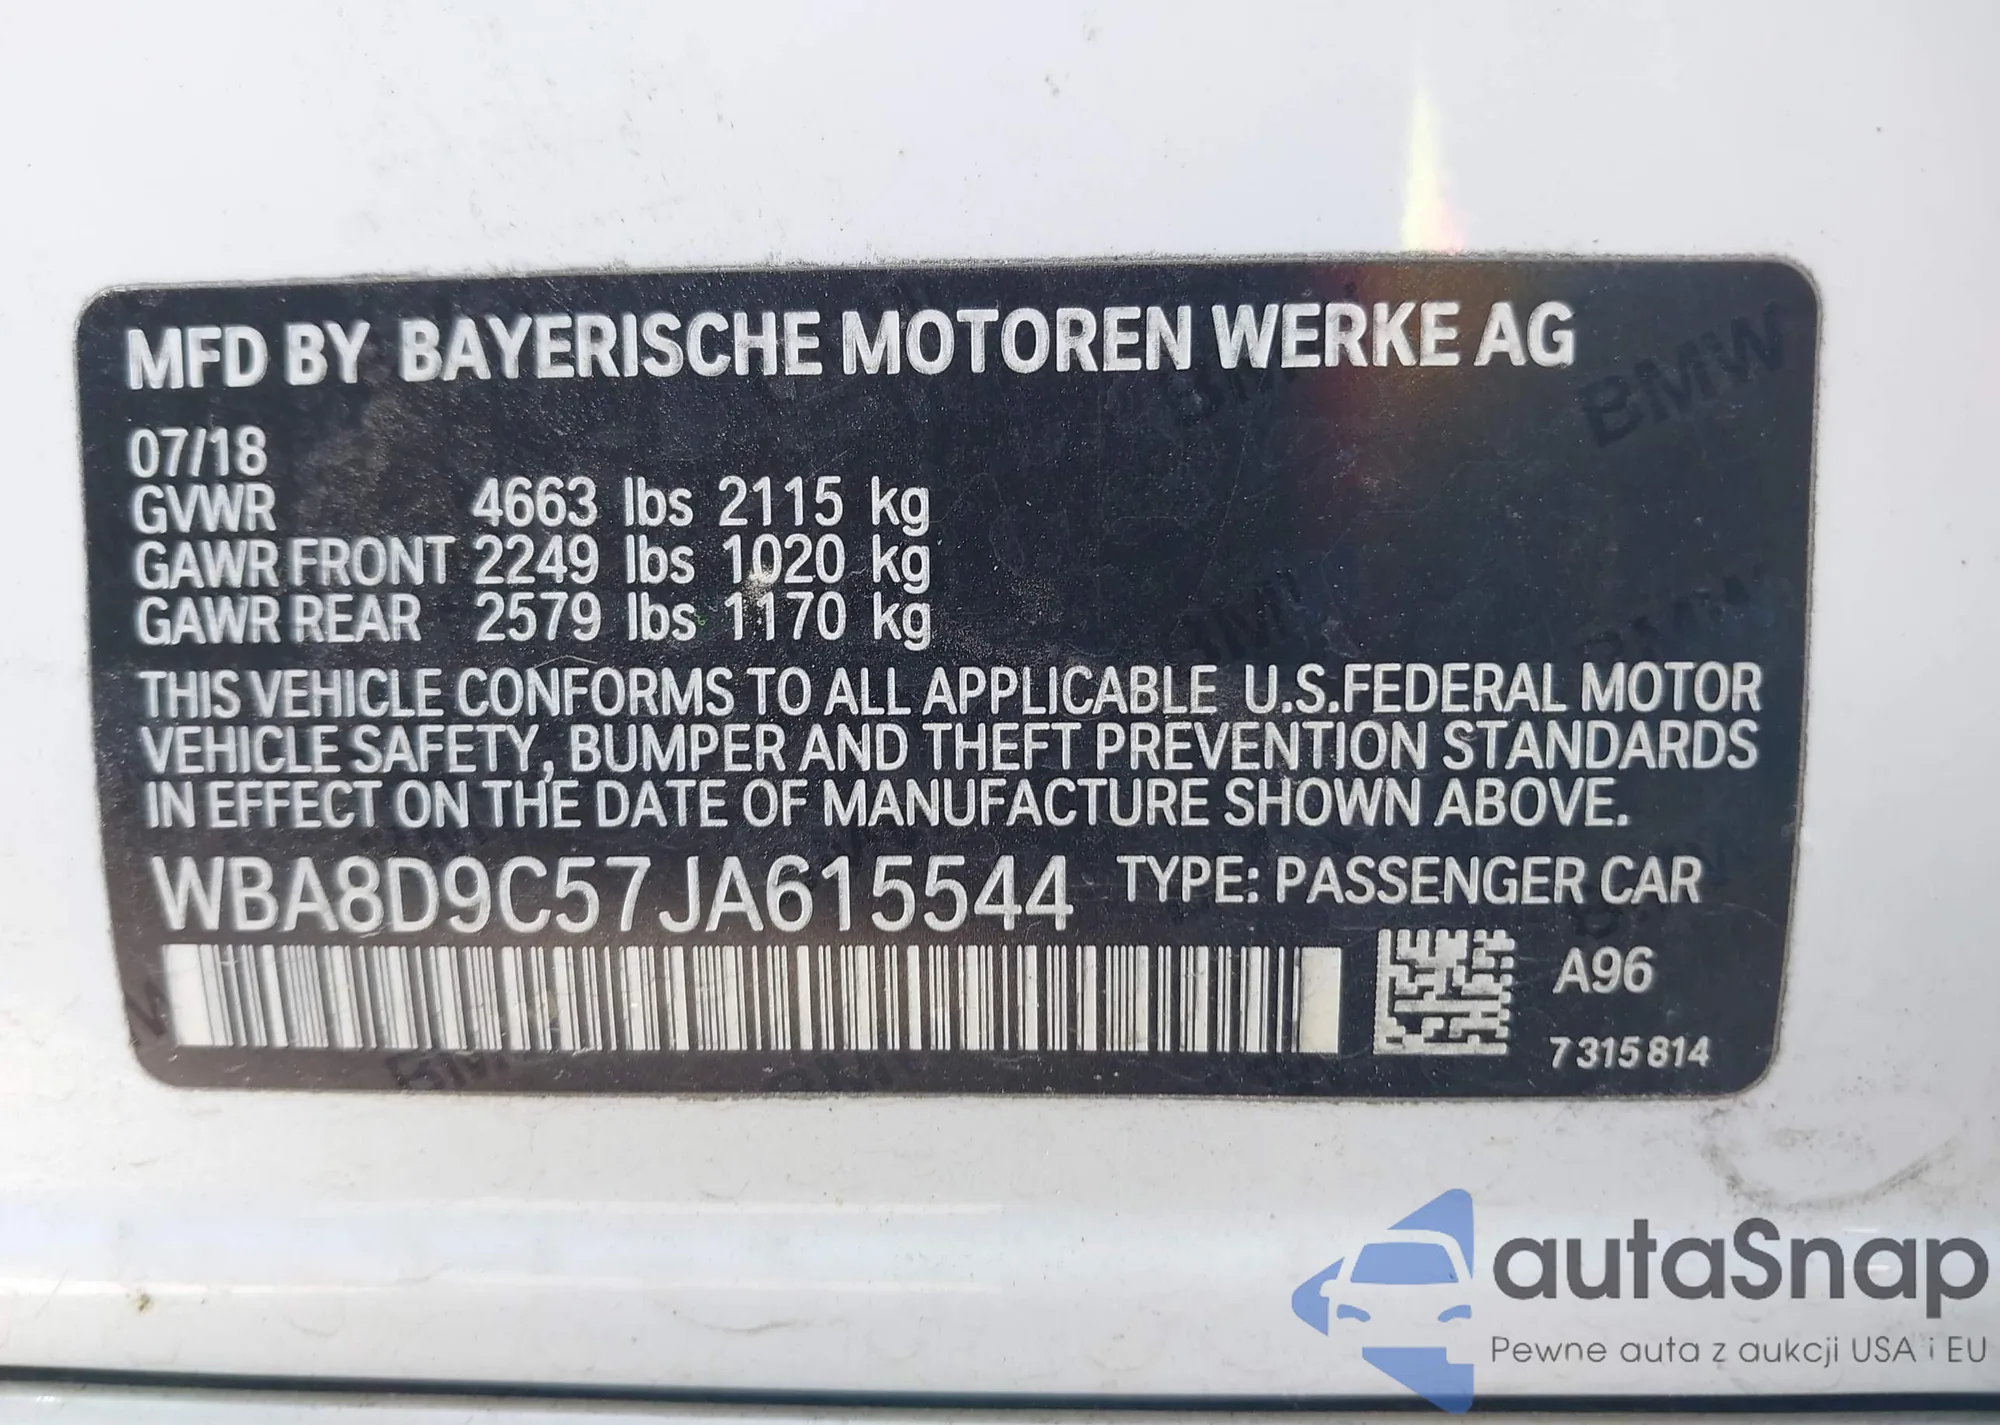 MFD BY BAYERISCHE MOTOREN WERKE AG
07/18
GVWR 4663 lbs 2115 kg
GAWR FRONT 2249 lbs 1020 kg
GAWR REAR 2579 lbs 1170 kg
THIS VEHICLE CONFORMS TO ALL APPLICABLE U.S.FEDERAL MOTOR
VEHICLE SAFETY, BUMPER AND THEFT PREVENTION STANDARDS
IN EFFECT ON THE DATE OF MANUFACTURE SHOWN ABOVE.
WBA8D9C57JA615544 TYPE: PASSENGER CAR
A96
7 315 814
autaSnap
Pewne auta z aukcji USA i EU